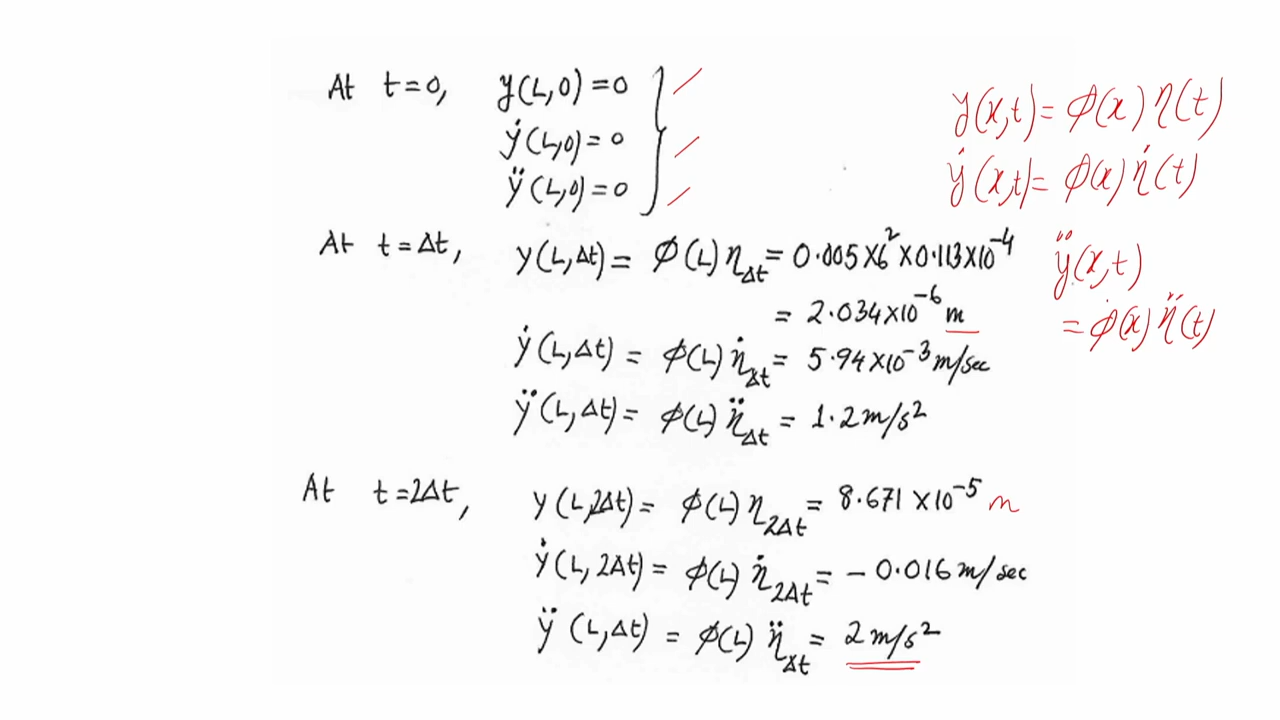 At t=0, y(L,0)=0
ẏ(L,0)=0
ÿ(L,0)=0
At t=Δt, y(L,Δt)= φ(L)η_Δt = 0.005×6²×0.113×10⁻⁴
= 2.034×10⁻⁶ m
ẏ(L,Δt) = φ(L) η̇_Δt = 5.94×10⁻³ m/sec
ÿ(L,Δt)= φ(L) η̈_Δt = 1.2 m/s²
At t=2Δt, y(L,2Δt)= φ(L) η_2Δt = 8.671×10⁻⁵ m
ẏ(L,2Δt)= φ(L) η̇_2Δt = -0.016 m/sec
ÿ(L,Δt) = φ(L) η̈_Δt = 2 m/s²
y(x,t)= φ(x) η(t)
ẏ(x,t)= φ(x) η̇(t)
ÿ(x,t)
= φ(x) η̈(t)